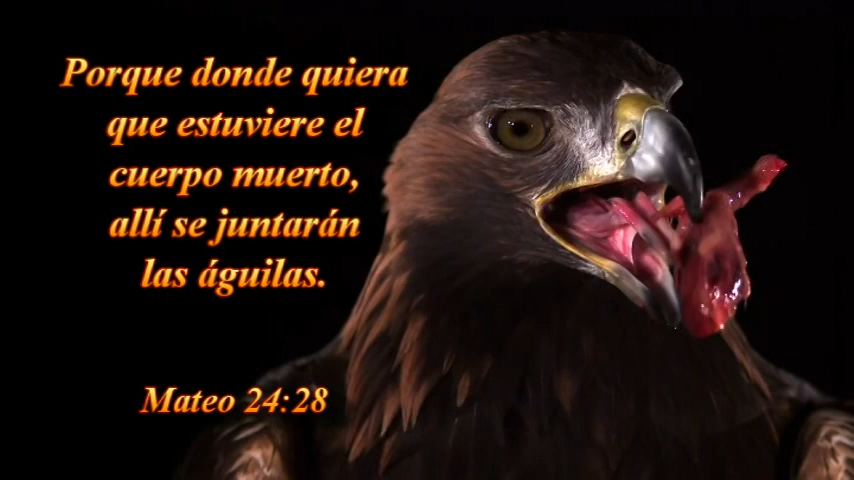 Porque donde quiera
que estuviere el
cuerpo muerto,
allí se juntarán
las águilas.
Mateo 24:28